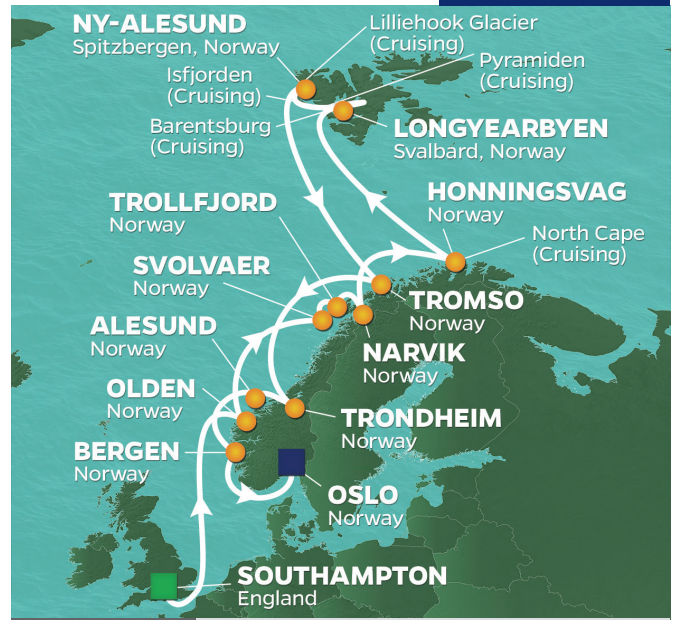 NY-ALESUND
Spitzbergen, Norway
Lilliehook Glacier
(Cruising)
Isfjorden
(Cruising)
Pyramiden
(Cruising)
Barentsburg
(Cruising)
LONGYEARBYEN
Svalbard, Norway
HONNINGSVAG
Norway
TROLLFJORD
Norway
North Cape
(Cruising)
SVOLVAER
Norway
TROMSO
Norway
ALESUND
Norway
NARVIK
Norway
OLDEN
Norway
TRONDHEIM
Norway
BERGEN
Norway
OSLO
Norway
SOUTHAMPTON
England